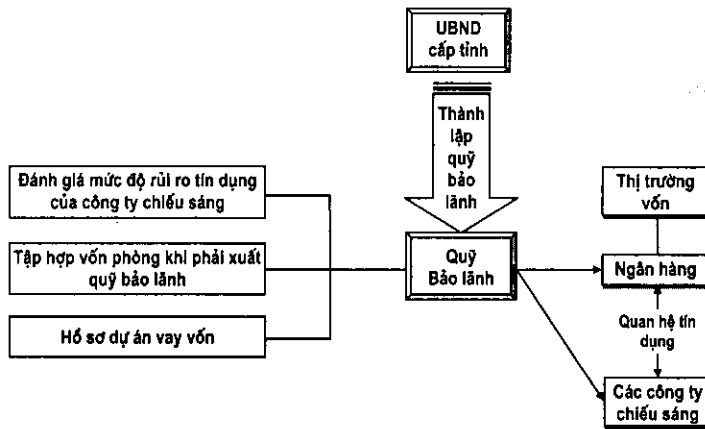 UBND
cấp tỉnh
Thành
lập
quỹ
bảo
lãnh
Đánh giá mức độ rủi ro tín dụng
của công ty chiếu sáng
Tập hợp vốn phòng khi phải xuất
quỹ bảo lãnh
Hồ sơ dự án vay vốn
Quỹ
Bảo lãnh
Thị trường
vốn
Ngân hàng
Quan hệ tín
dụng
Các công ty
chiếu sáng